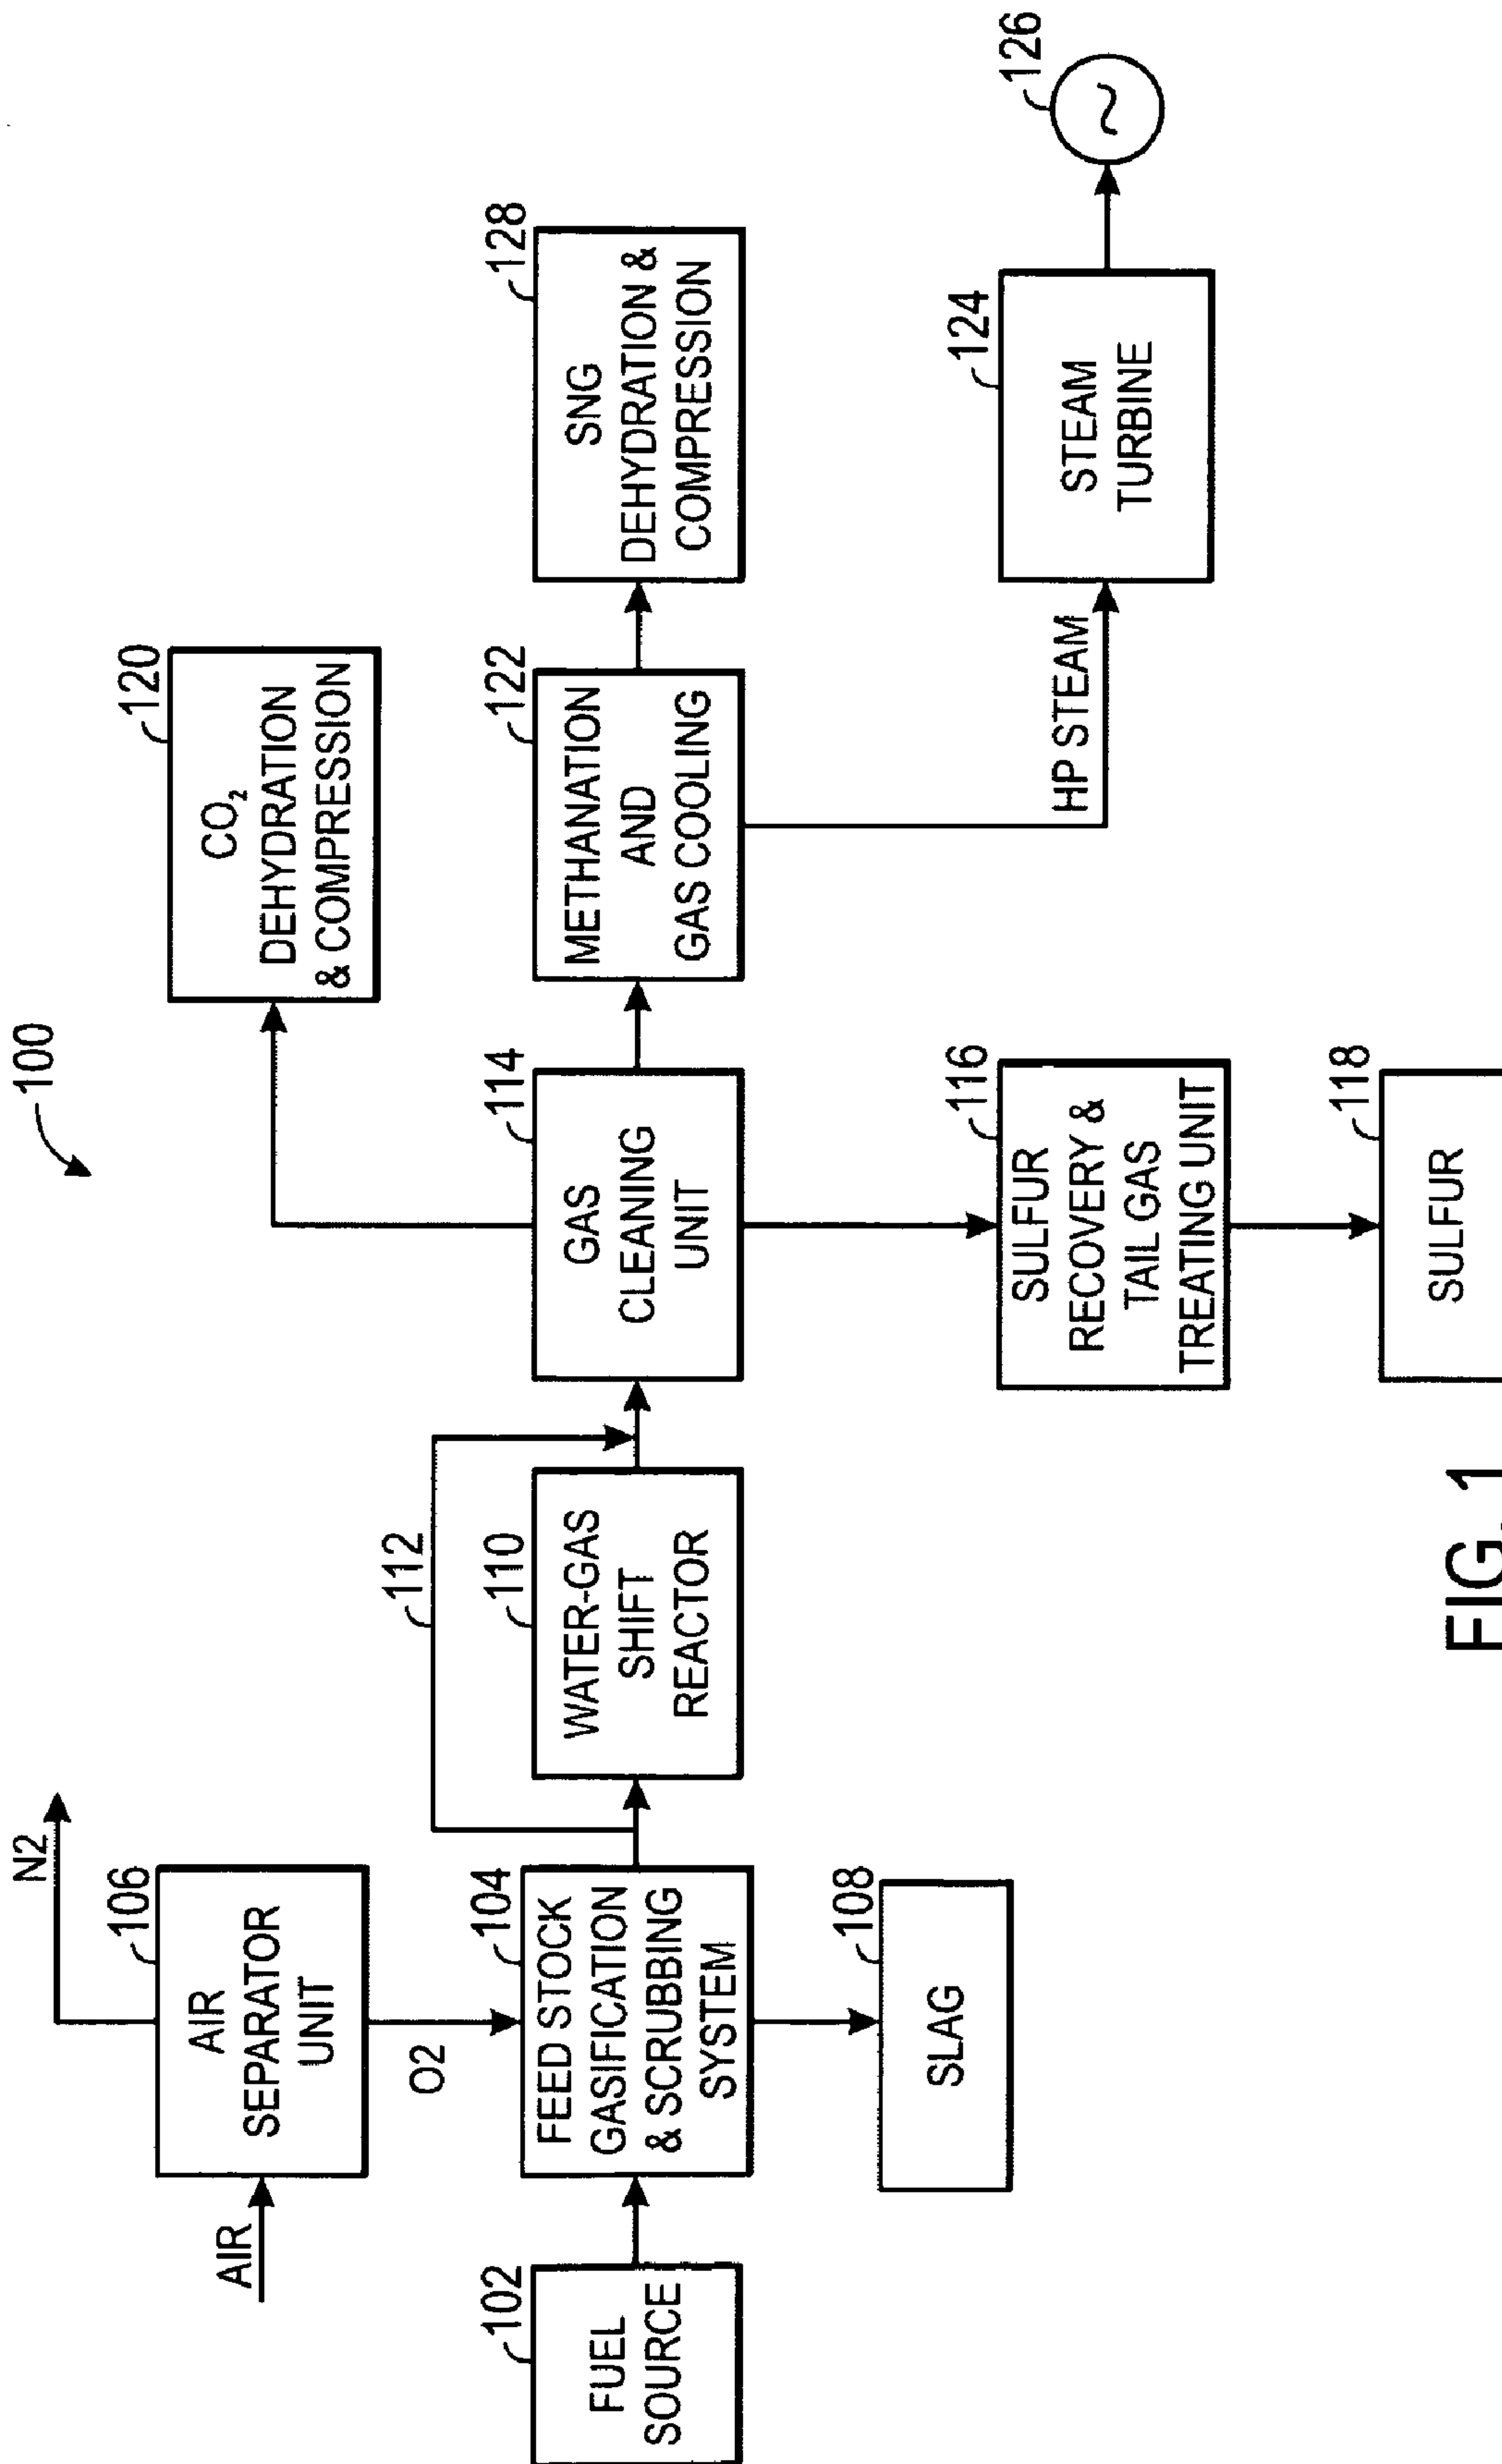 100
N2
106
AIR
SEPARATOR
UNIT
AIR
O2
102
FUEL
SOURCE
104
FEED STOCK
GASIFICATION
& SCRUBBING
SYSTEM
108
SLAG
112
110
WATER-GAS
SHIFT
REACTOR
114
GAS
CLEANING
UNIT
116
SULFUR
RECOVERY &
TAIL GAS
TREATING UNIT
118
SULFUR
120
CO₂
DEHYDRATION
& COMPRESSION
122
METHANATION
AND
GAS COOLING
128
SNG
DEHYDRATION &
COMPRESSION
HP STEAM
124
STEAM
TURBINE
126
~
FIG. 1